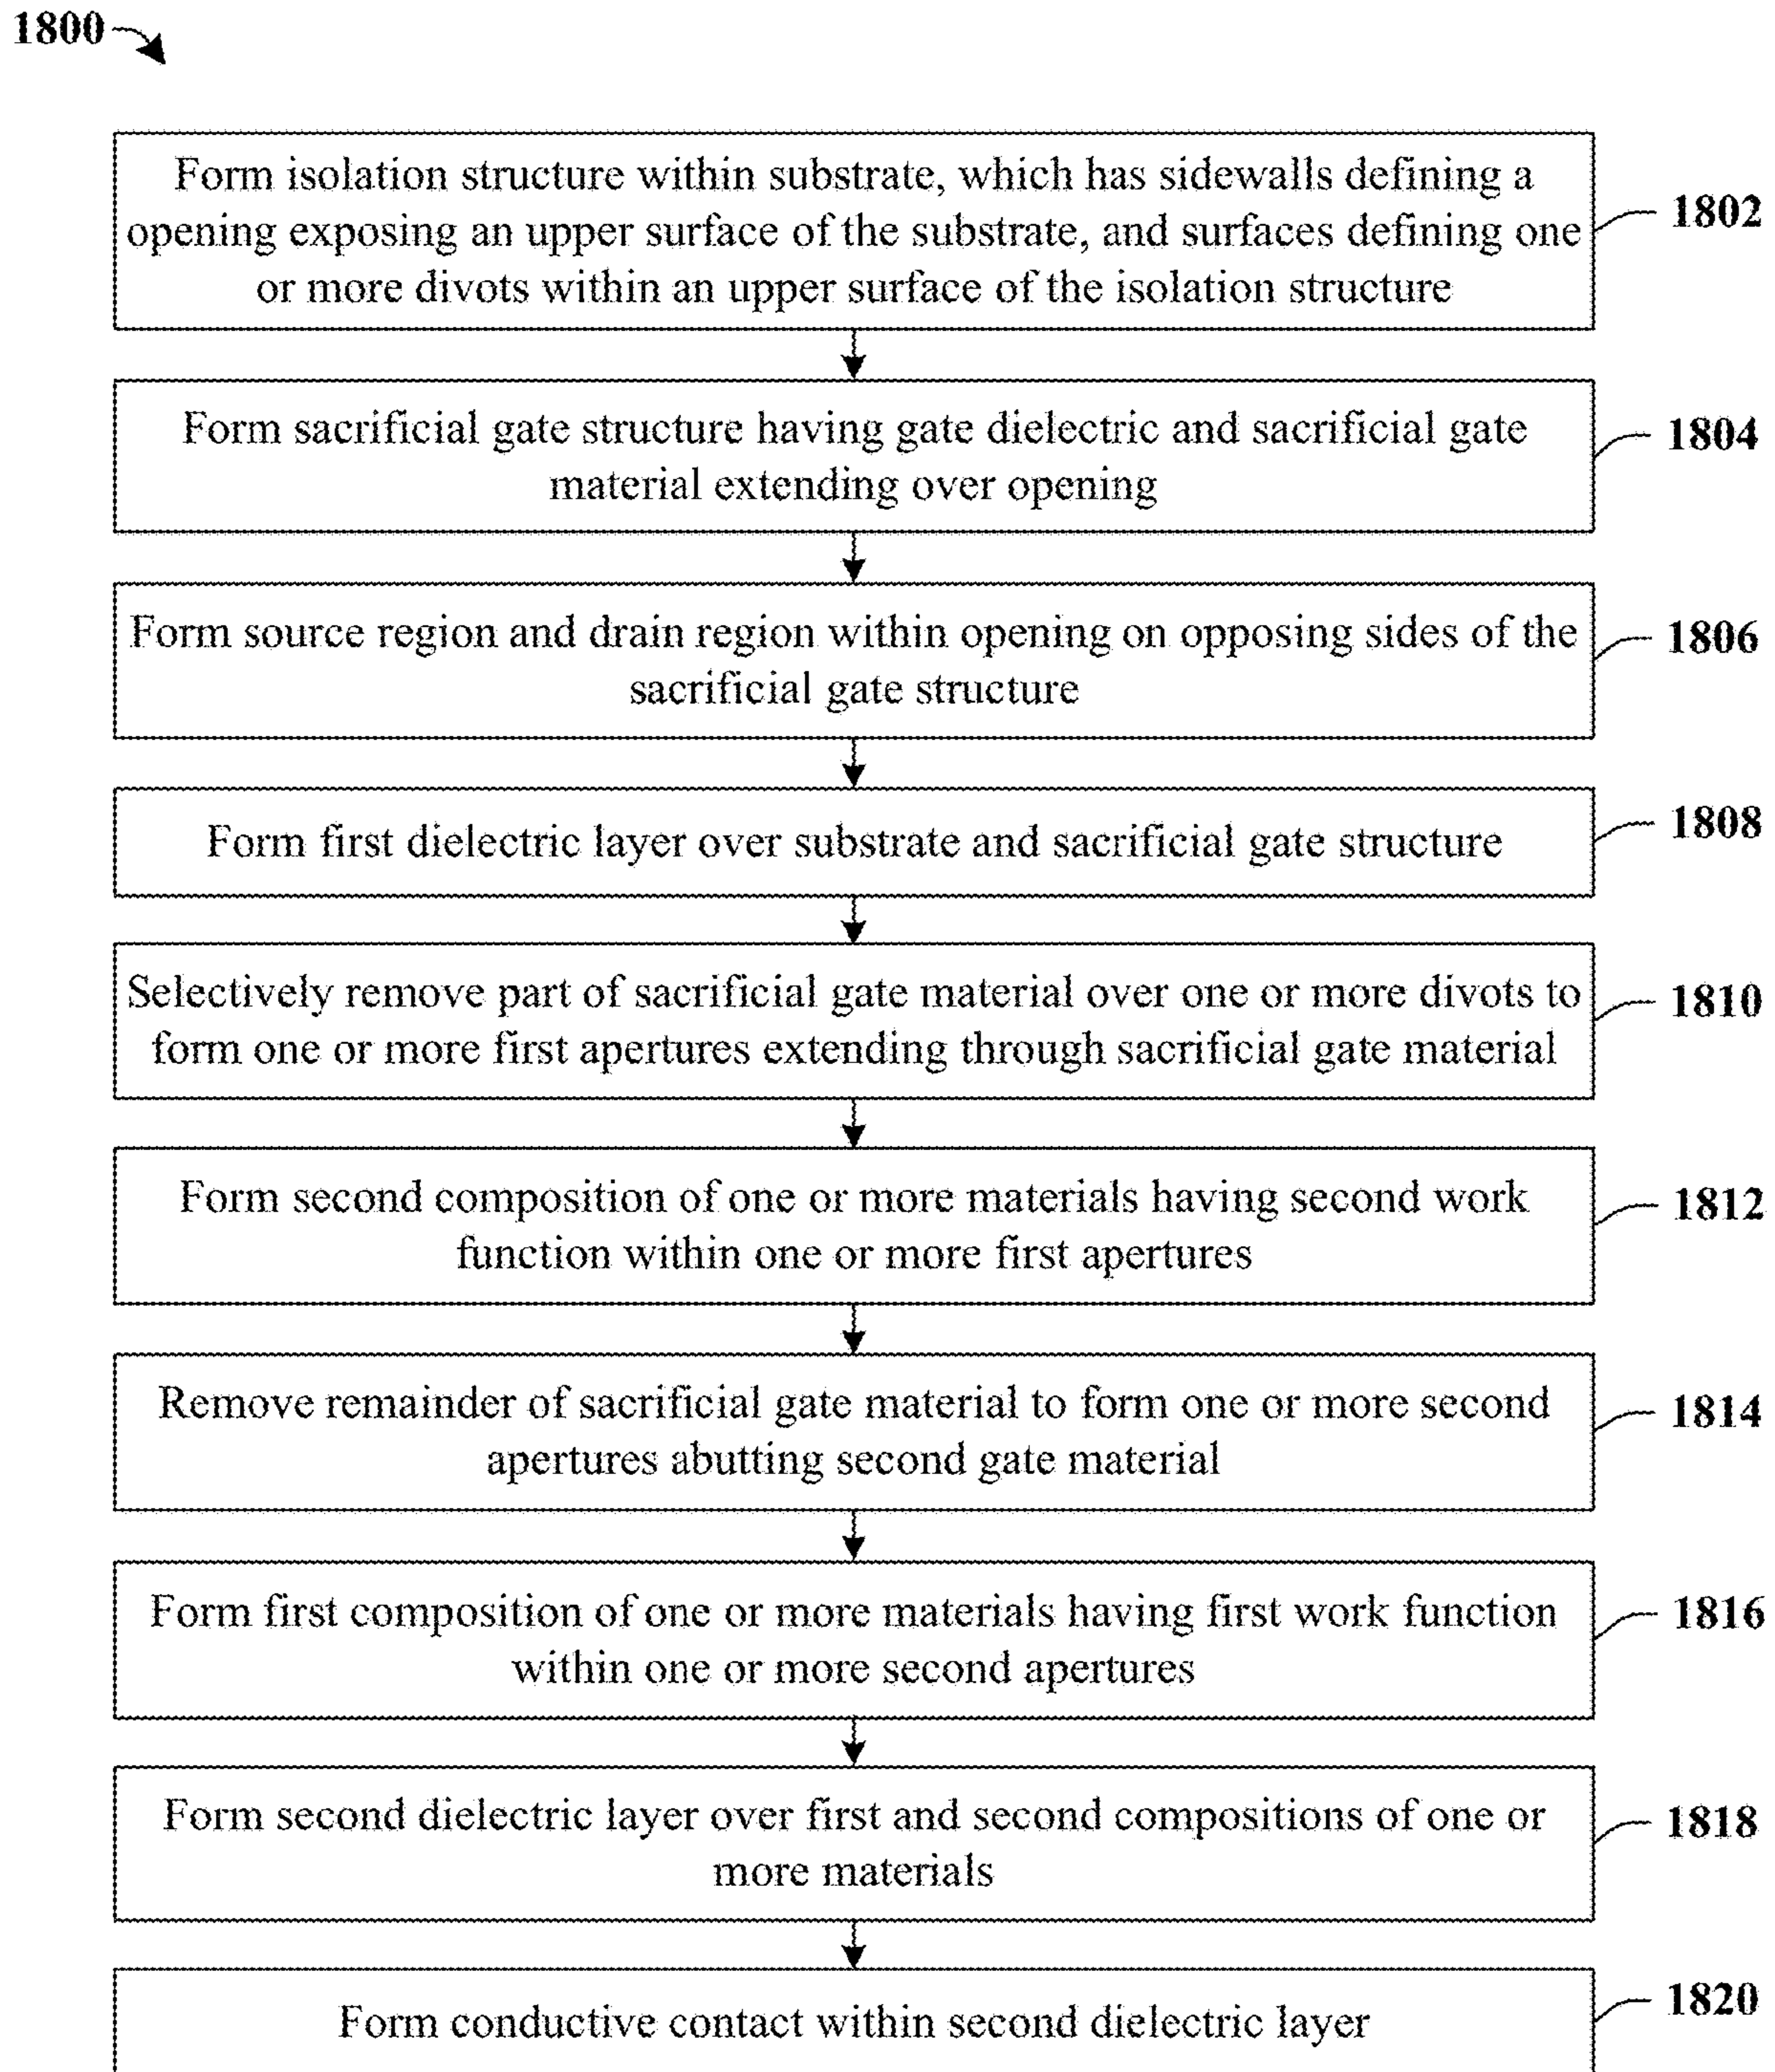 1800
Form isolation structure within substrate, which has sidewalls defining a
opening exposing an upper surface of the substrate, and surfaces defining one
or more divots within an upper surface of the isolation structure
1802
Form sacrificial gate structure having gate dielectric and sacrificial gate
material extending over opening
1804
Form source region and drain region within opening on opposing sides of the
sacrificial gate structure
1806
Form first dielectric layer over substrate and sacrificial gate structure
1808
Selectively remove part of sacrificial gate material over one or more divots to
form one or more first apertures extending through sacrificial gate material
1810
Form second composition of one or more materials having second work
function within one or more first apertures
1812
Remove remainder of sacrificial gate material to form one or more second
apertures abutting second gate material
1814
Form first composition of one or more materials having first work function
within one or more second apertures
1816
Form second dielectric layer over first and second compositions of one or
more materials
1818
Form conductive contact within second dielectric layer
1820